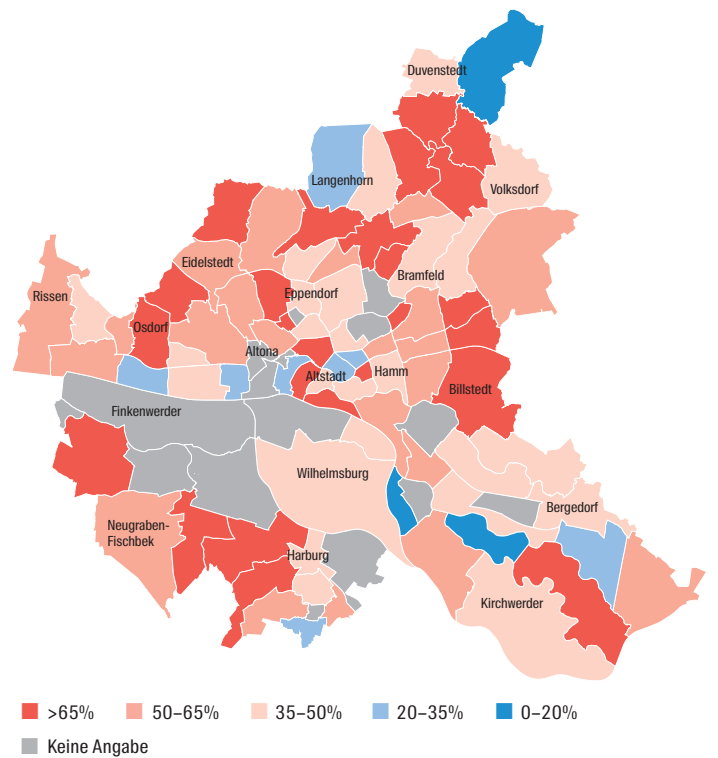 Duvenstedt
Langenhorn
Volksdorf
Eidelstedt
Bramfeld
Rissen
Eppendorf
Osdorf
Altona
Altstadt
Hamm
Billstedt
Finkenwerder
Wilhelmsburg
Bergedorf
Neugraben-
Fischbek
Harburg
Kirchwerder
>65% 50–65% 35–50% 20–35% 0–20%
Keine Angabe